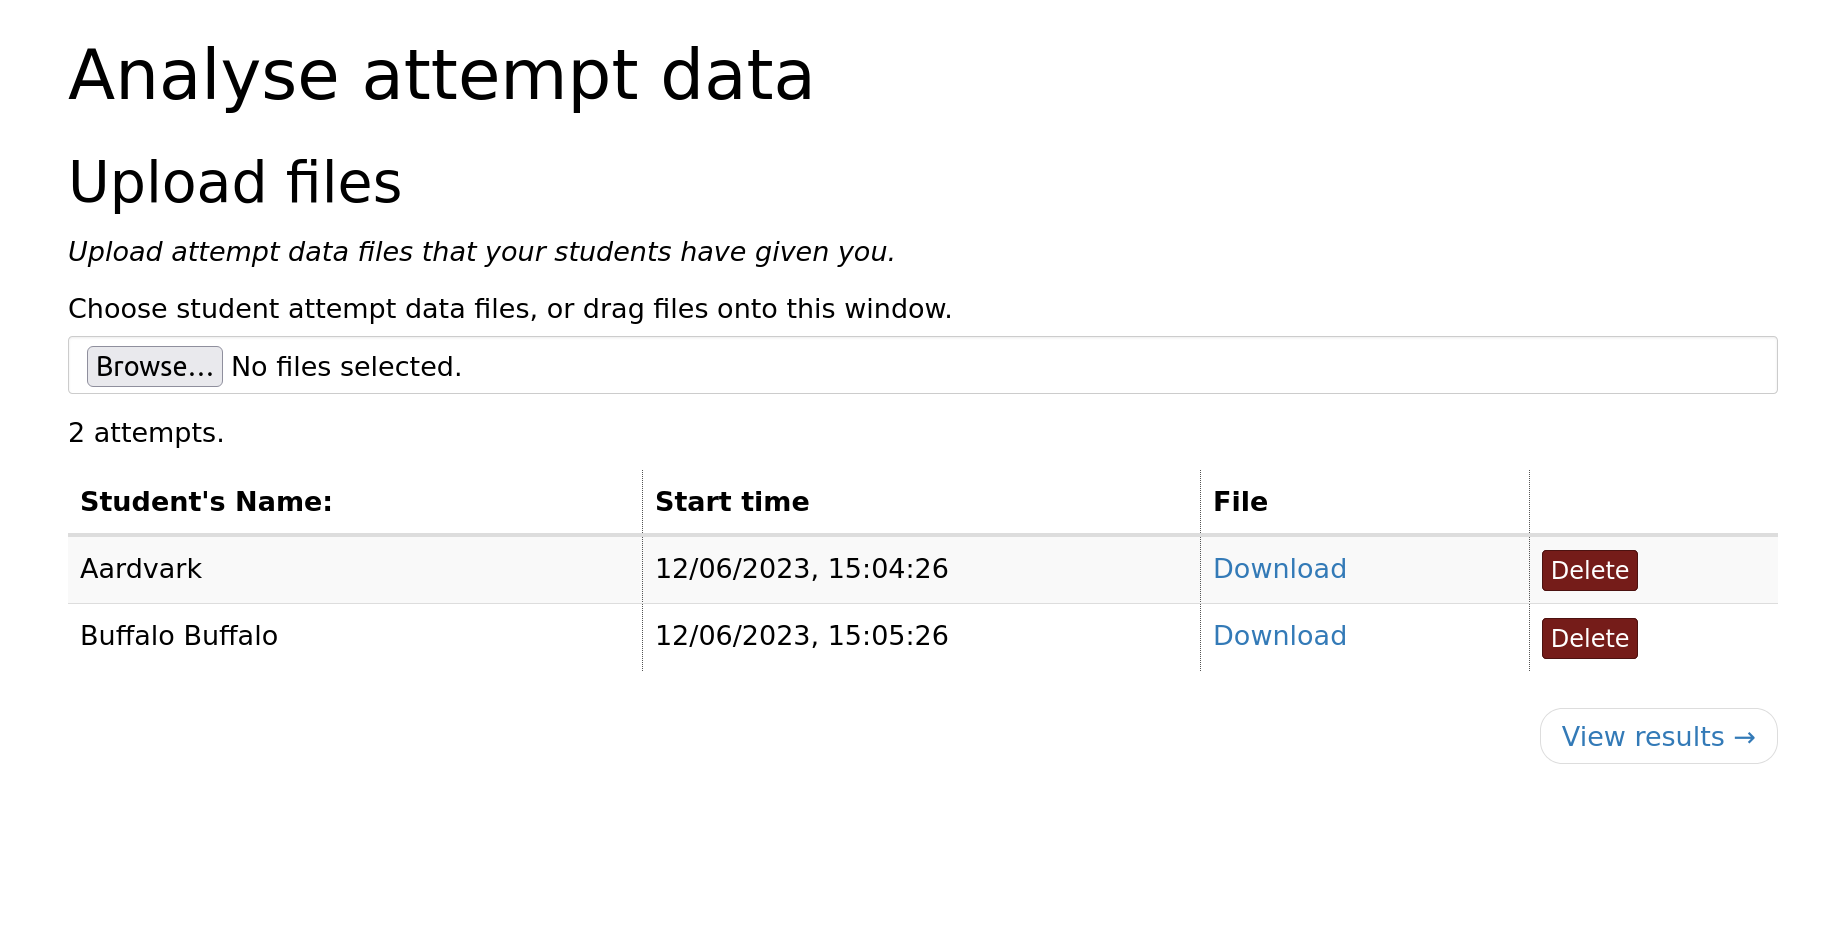 Analyse attempt data
Upload files
Upload attempt data files that your students have given you.
Choose student attempt data files, or drag files onto this window.
Browse... No files selected.
2 attempts.
Student's Name: Start time File
Aardvark 12/06/2023, 15:04:26 Download Delete
Buffalo Buffalo 12/06/2023, 15:05:26 Download Delete
View results →